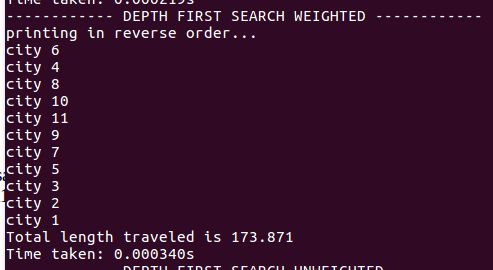 Time taken: 0.000219s
------------ DEPTH FIRST SEARCH WEIGHTED ------------
printing in reverse order...
city 6
city 4
city 8
city 10
city 11
city 9
city 7
city 5
city 3
city 2
city 1
Total length traveled is 173.871
Time taken: 0.000340s
DEPTH FIRST SEARCH UNWEIGHTED